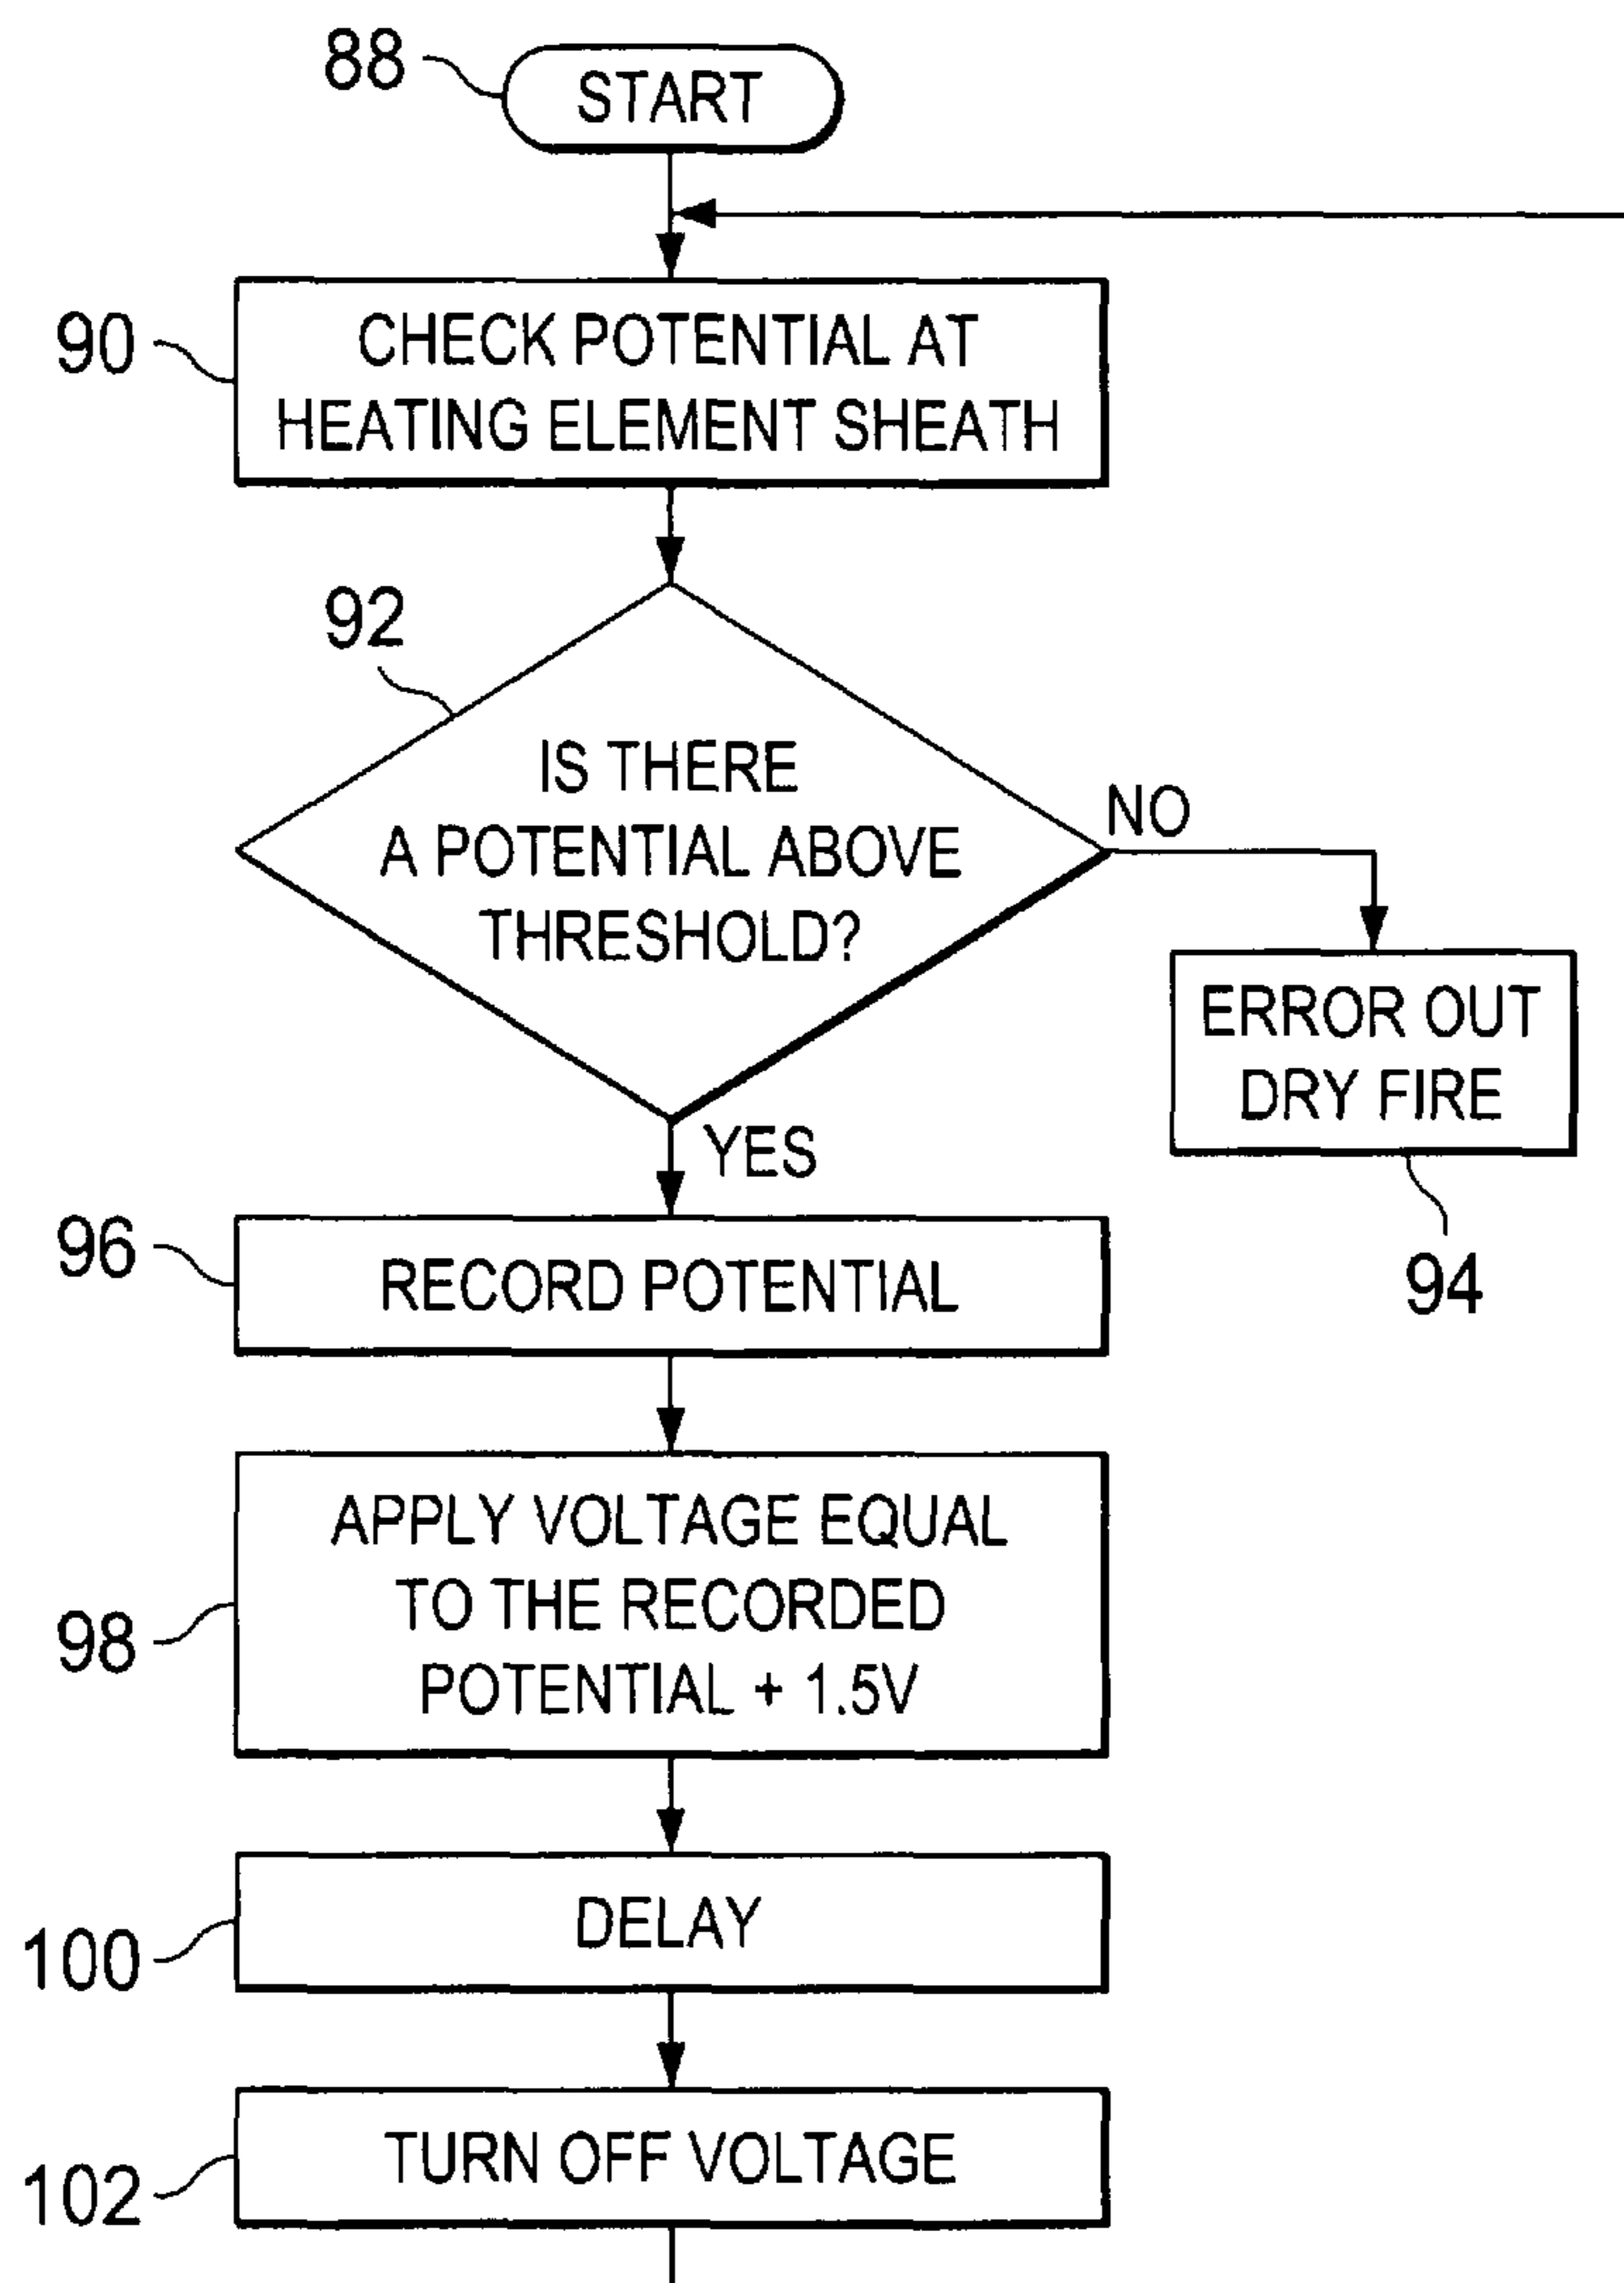 88
START
90
CHECK POTENTIAL AT
HEATING ELEMENT SHEATH
92
IS THERE
A POTENTIAL ABOVE
THRESHOLD?
NO
ERROR OUT
DRY FIRE
94
YES
96
RECORD POTENTIAL
98
APPLY VOLTAGE EQUAL
TO THE RECORDED
POTENTIAL + 1.5V
100
DELAY
102
TURN OFF VOLTAGE